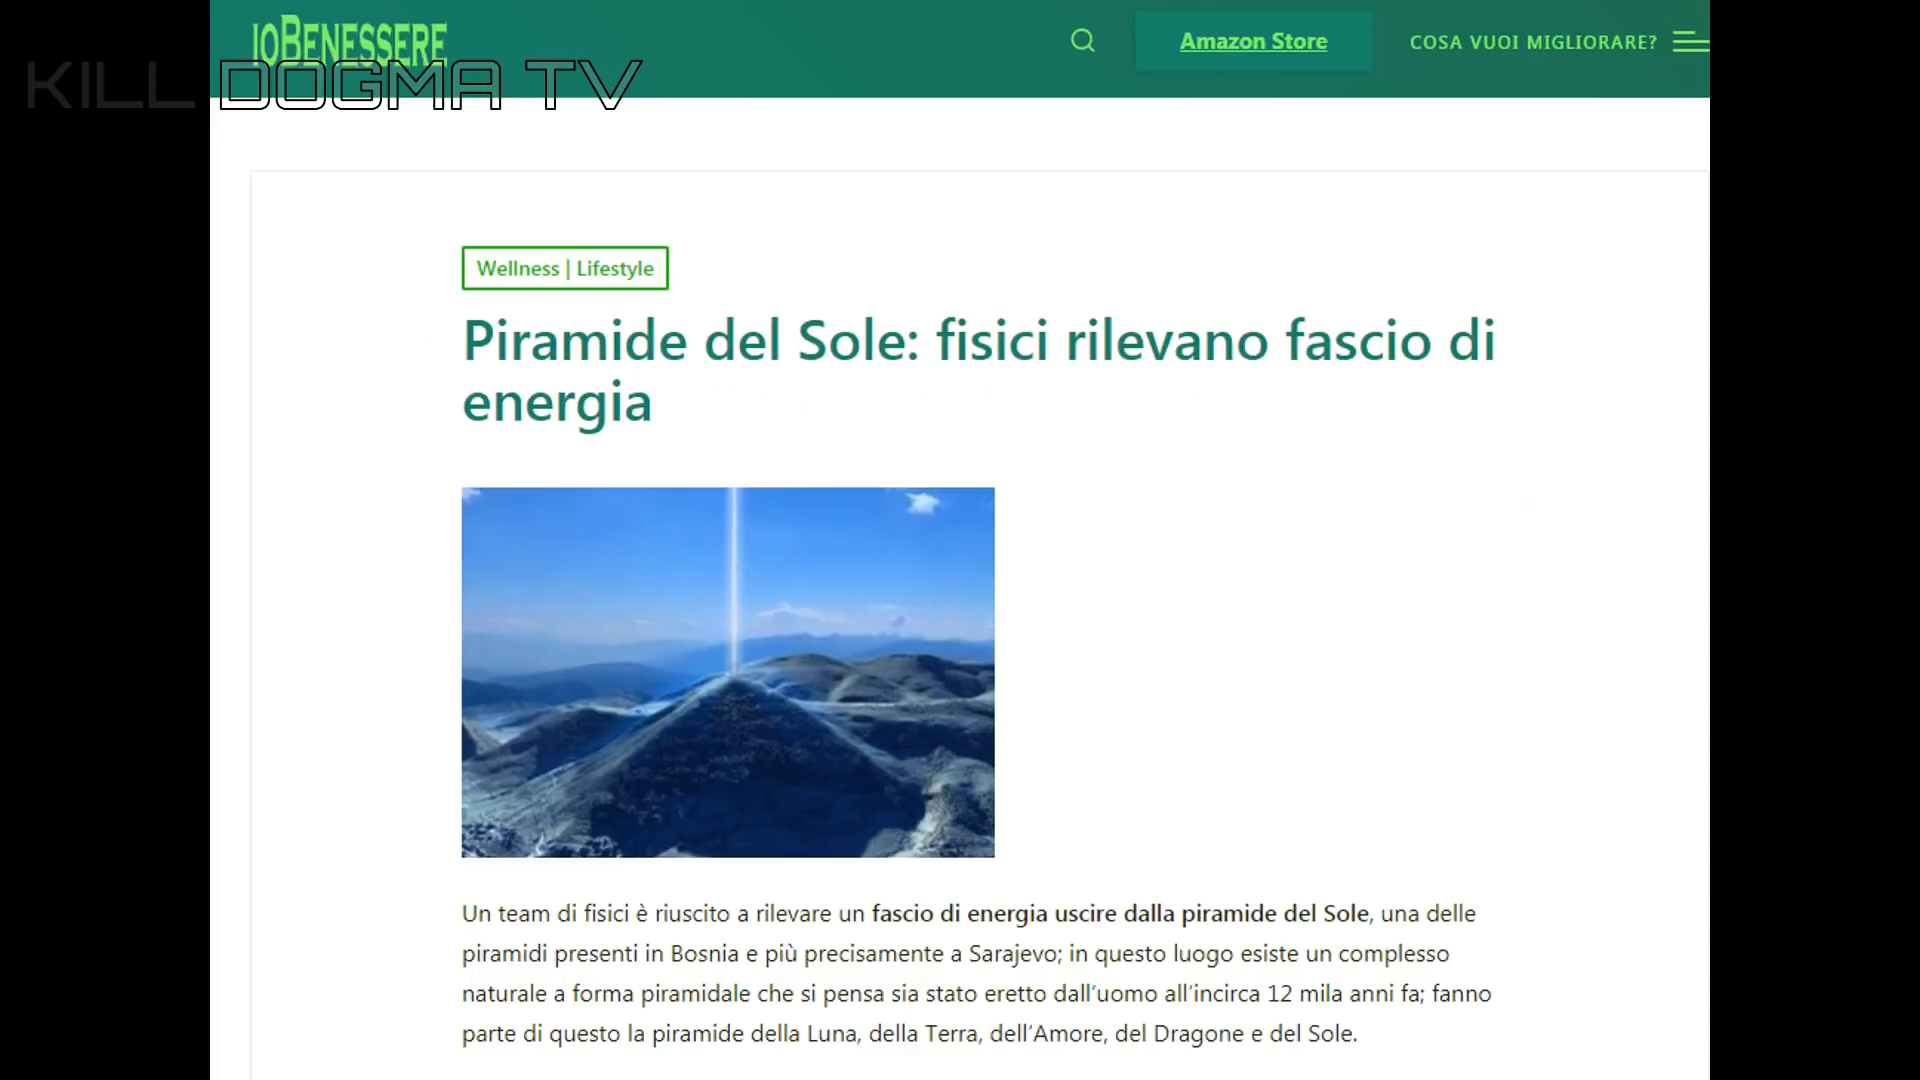 IOBENESSERE
Amazon Store
COSA VUOI MIGLIORARE?
KILL DOGMA TV
Wellness | Lifestyle
Piramide del Sole: fisici rilevano fascio di
energia
Un team di fisici è riuscito a rilevare un fascio di energia uscire dalla piramide del Sole, una delle
piramidi presenti in Bosnia e più precisamente a Sarajevo; in questo luogo esiste un complesso
naturale a forma piramidale che si pensa sia stato eretto dall’uomo all’incirca 12 mila anni fa; fanno
parte di questo la piramide della Luna, della Terra, dell’Amore, del Dragone e del Sole.